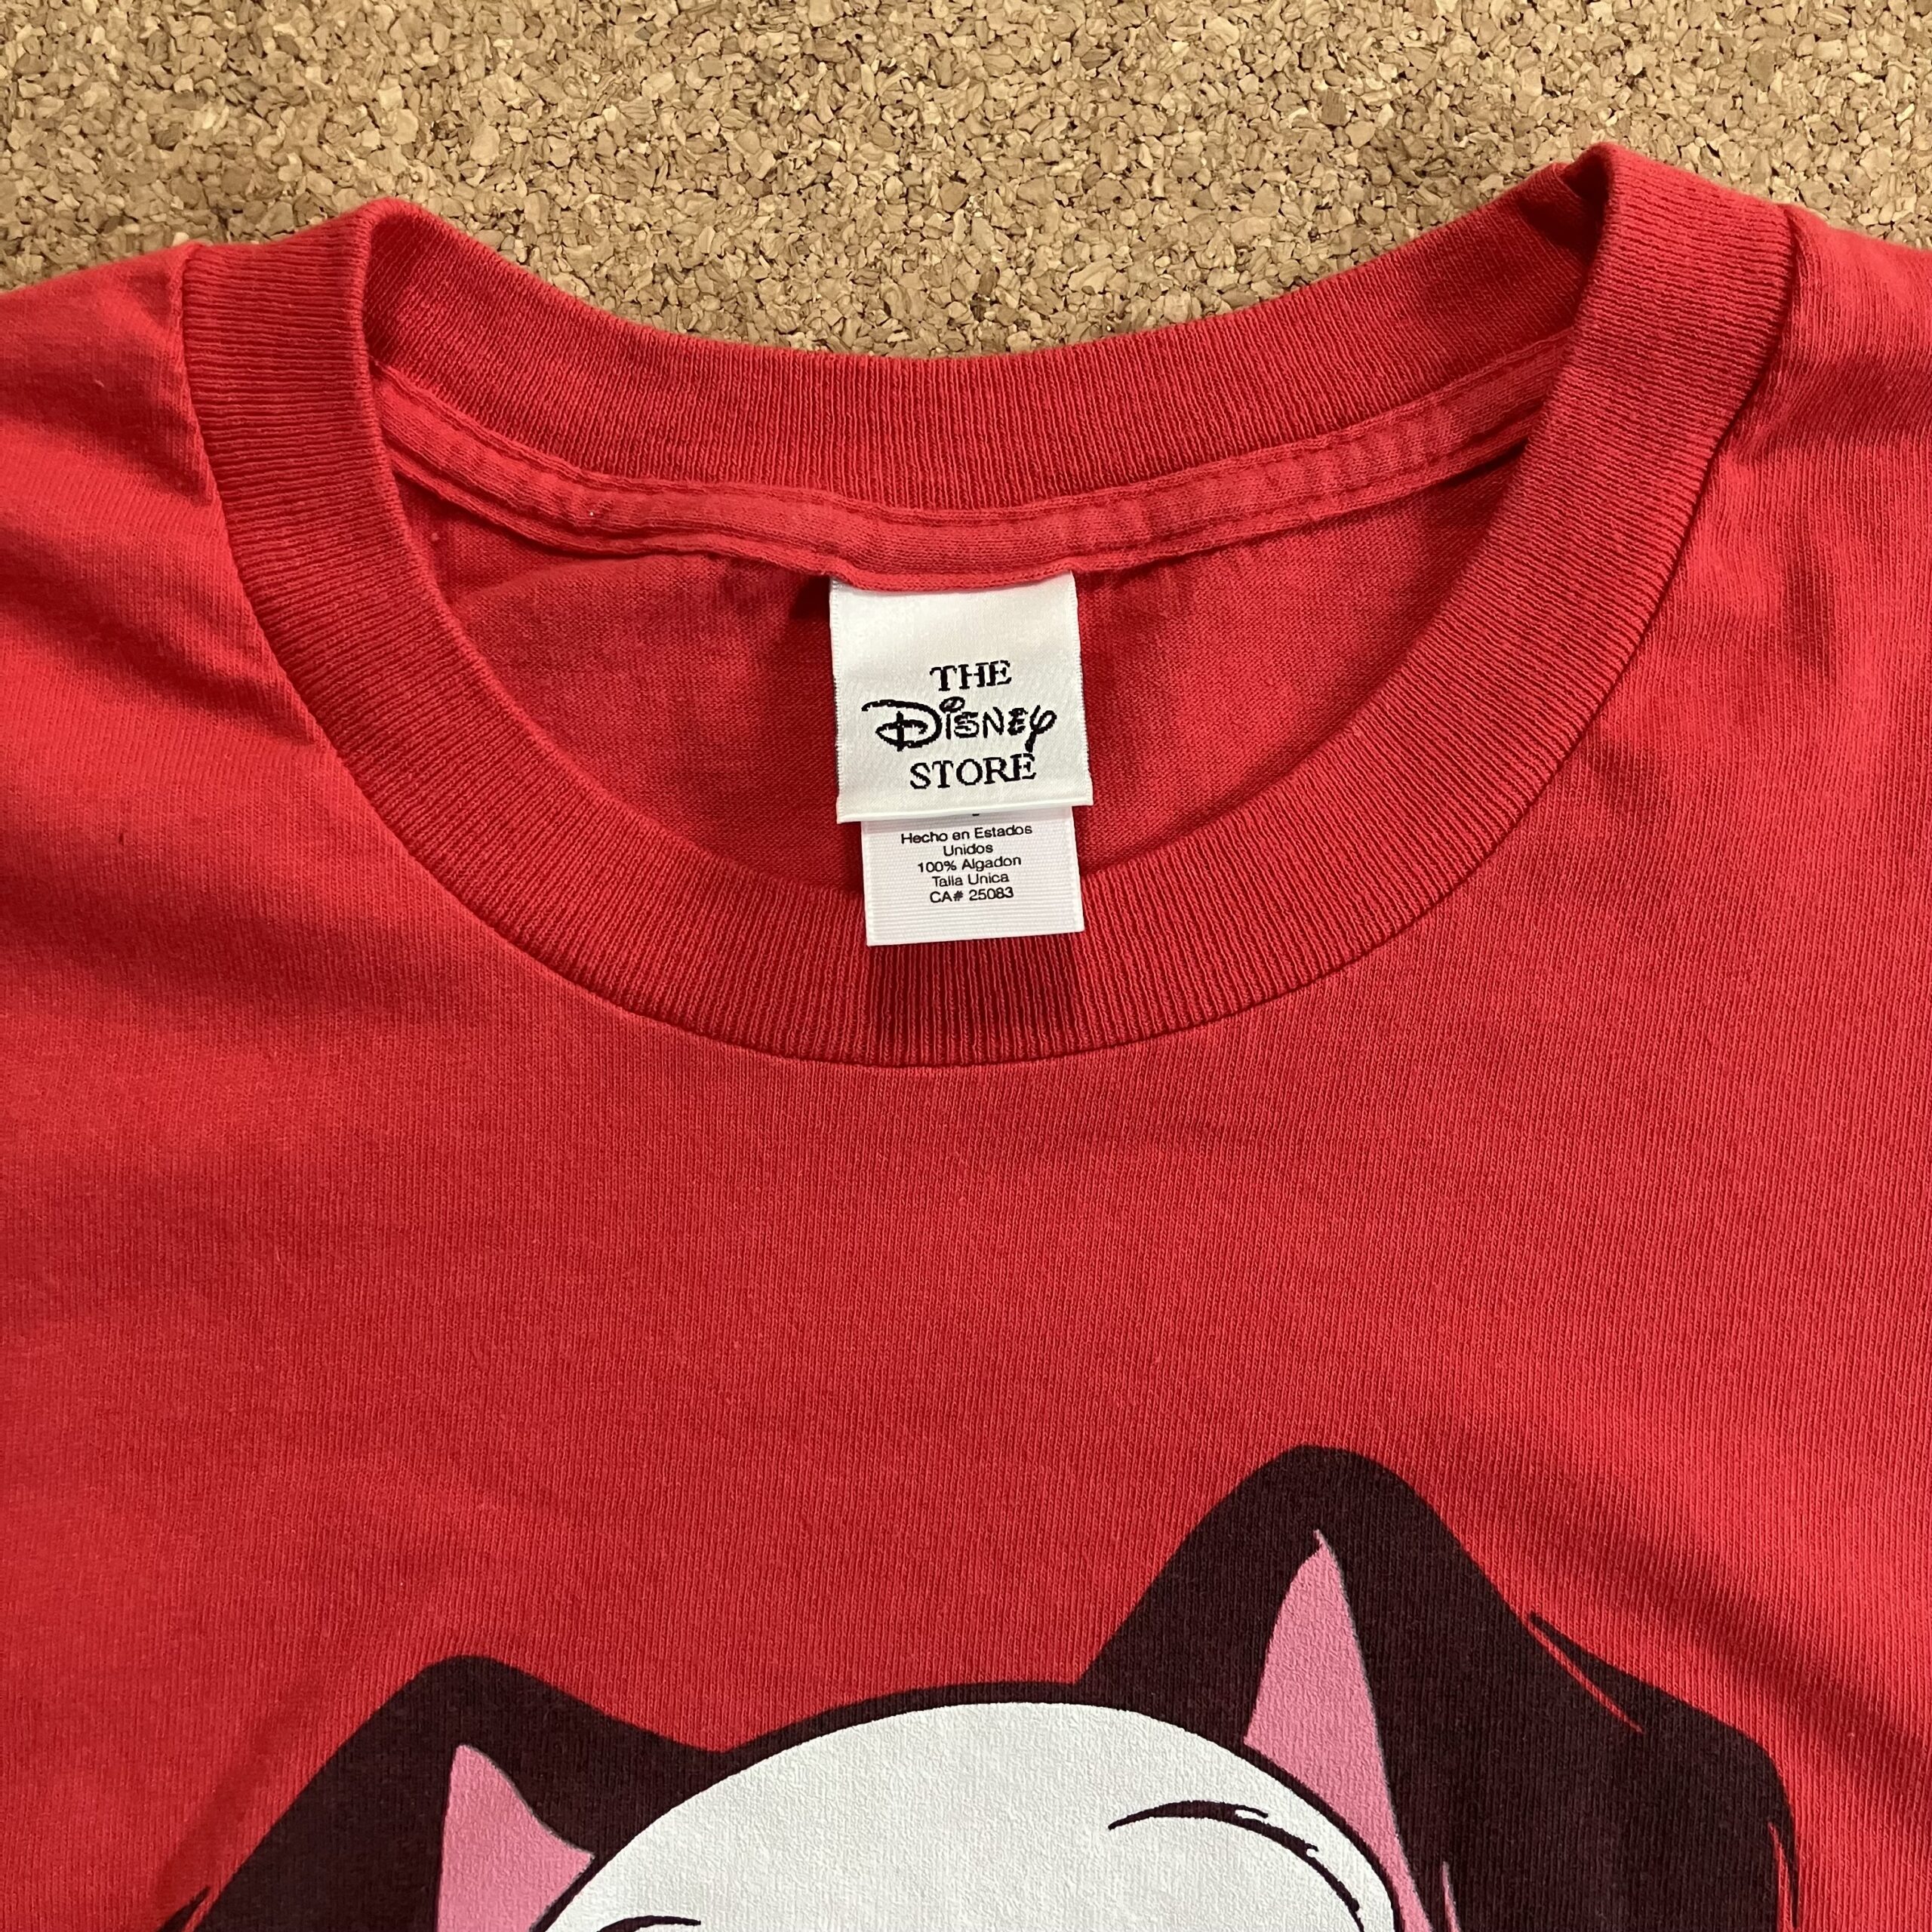 THE
Disney
STORE
Hecho en Estados
Unidos
100% Algadon
Talla Unica
CA# 25083